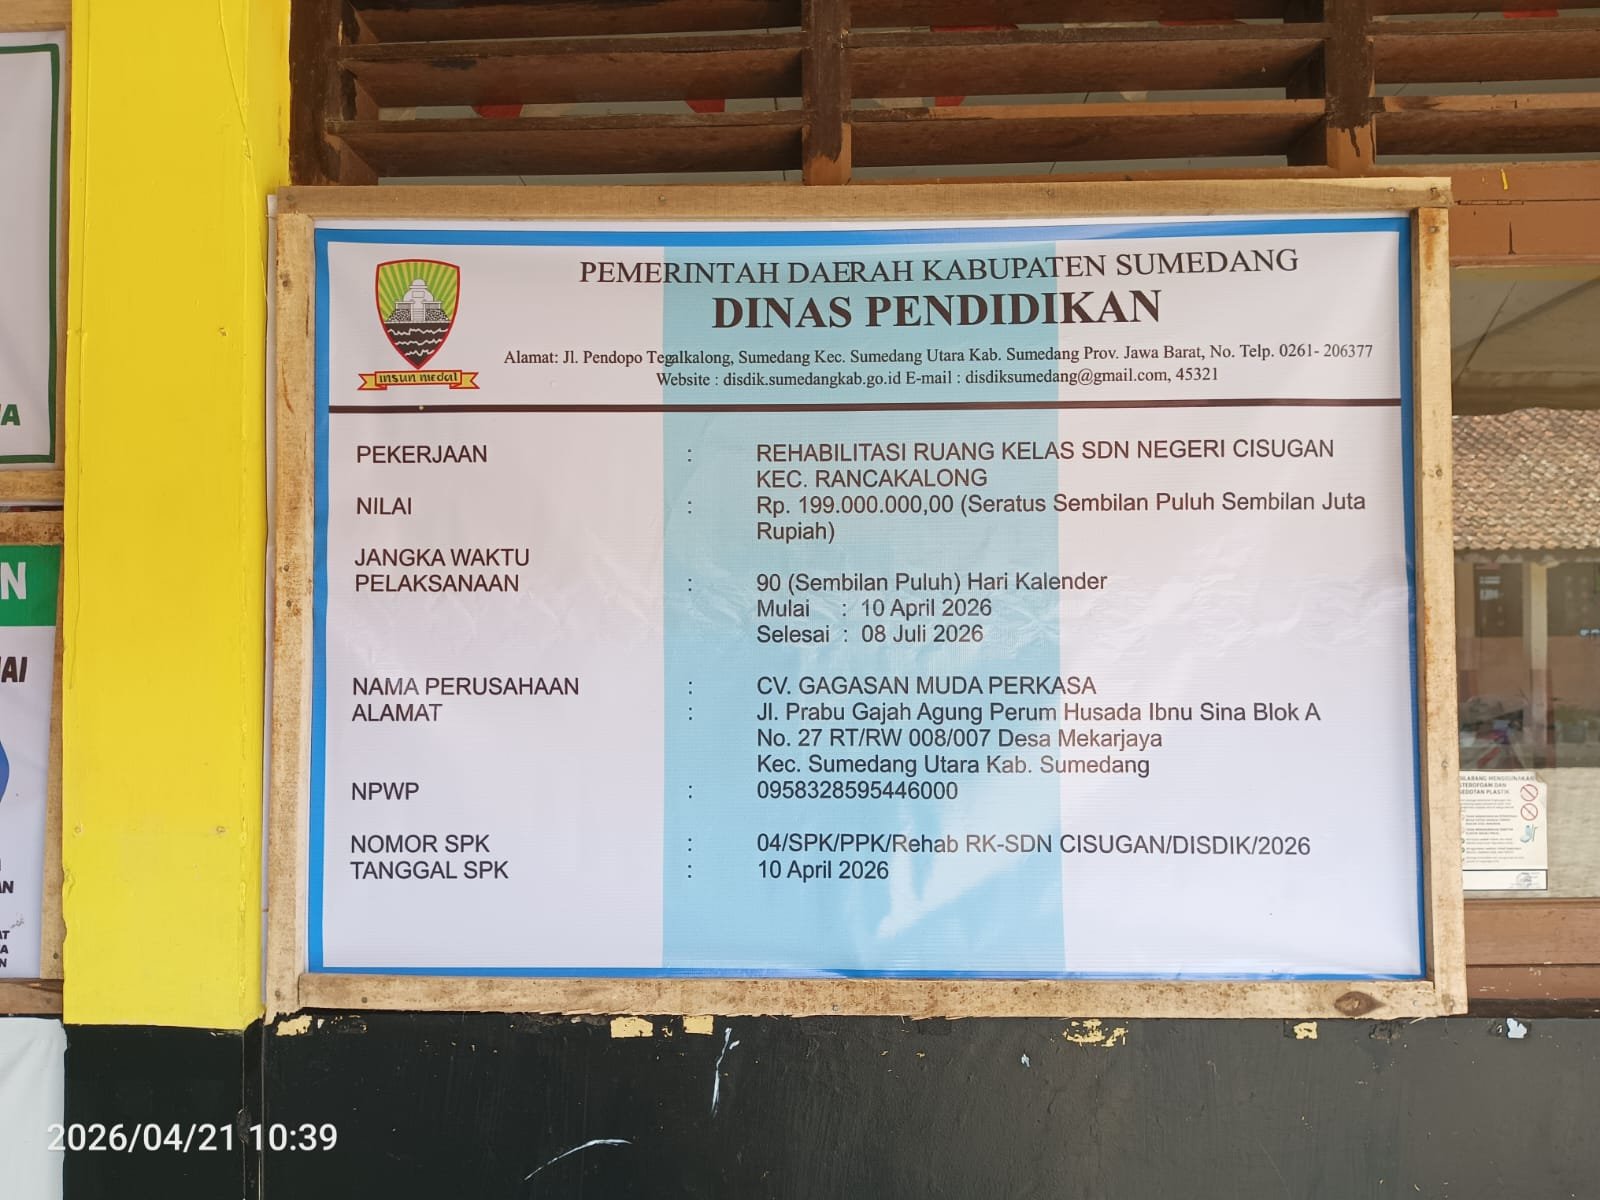 PEMERINTAH DAERAH KABUPATEN SUMEDANG
DINAS PENDIDIKAN
Alamat: Jl. Pendopo Tegalkalong, Sumedang Kec. Sumedang Utara Kab. Sumedang Prov. Jawa Barat, No. Telp. 0261- 206377
Website : disdik.sumedangkab.go.id E-mail : disdiksumedang@gmail.com, 45321
insun medal
PEKERJAAN : REHABILITASI RUANG KELAS SDN NEGERI CISUGAN
KEC. RANCAKALONG
NILAI : Rp. 199.000.000,00 (Seratus Sembilan Puluh Sembilan Juta
Rupiah)
JANGKA WAKTU
PELAKSANAAN : 90 (Sembilan Puluh) Hari Kalender
Mulai : 10 April 2026
Selesai : 08 Juli 2026
NAMA PERUSAHAAN : CV. GAGASAN MUDA PERKASA
ALAMAT : Jl. Prabu Gajah Agung Perum Husada Ibnu Sina Blok A
No. 27 RT/RW 008/007 Desa Mekarjaya
Kec. Sumedang Utara Kab. Sumedang
NPWP : 0958328595446000
NOMOR SPK : 04/SPK/PPK/Rehab RK-SDN CISUGAN/DISDIK/2026
TANGGAL SPK : 10 April 2026
2026/04/21 10:39